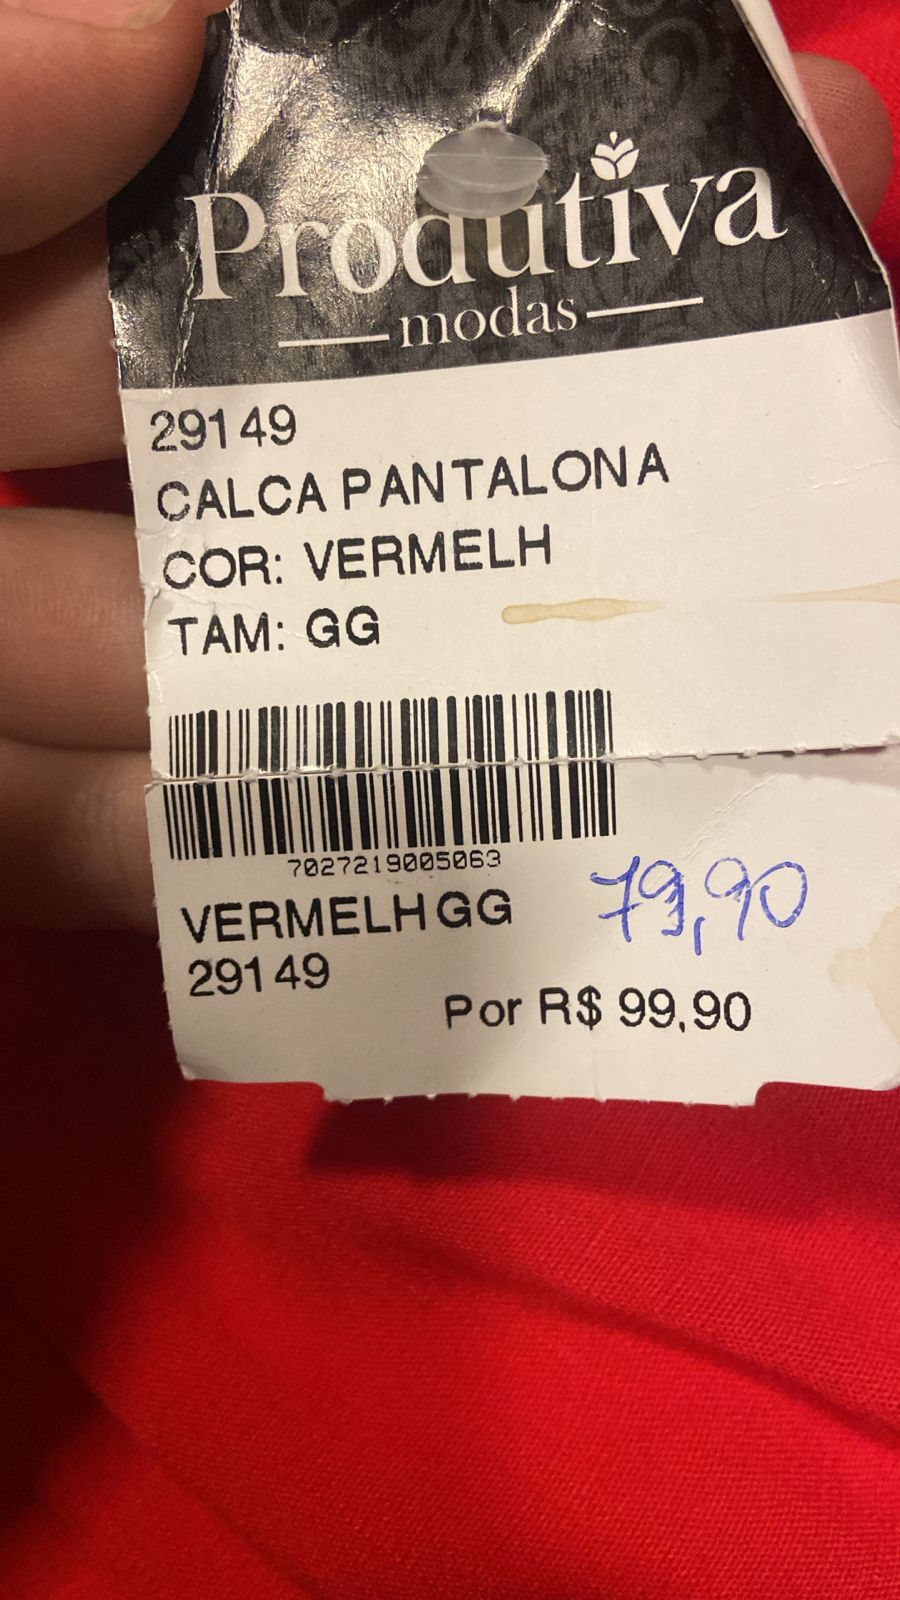 Produtiva
modas
29149
CALCA PANTALONA
COR: VERMELH
TAM: GG
7027219005063
VERMELH GG
79,90
29149
Por R$ 99,90